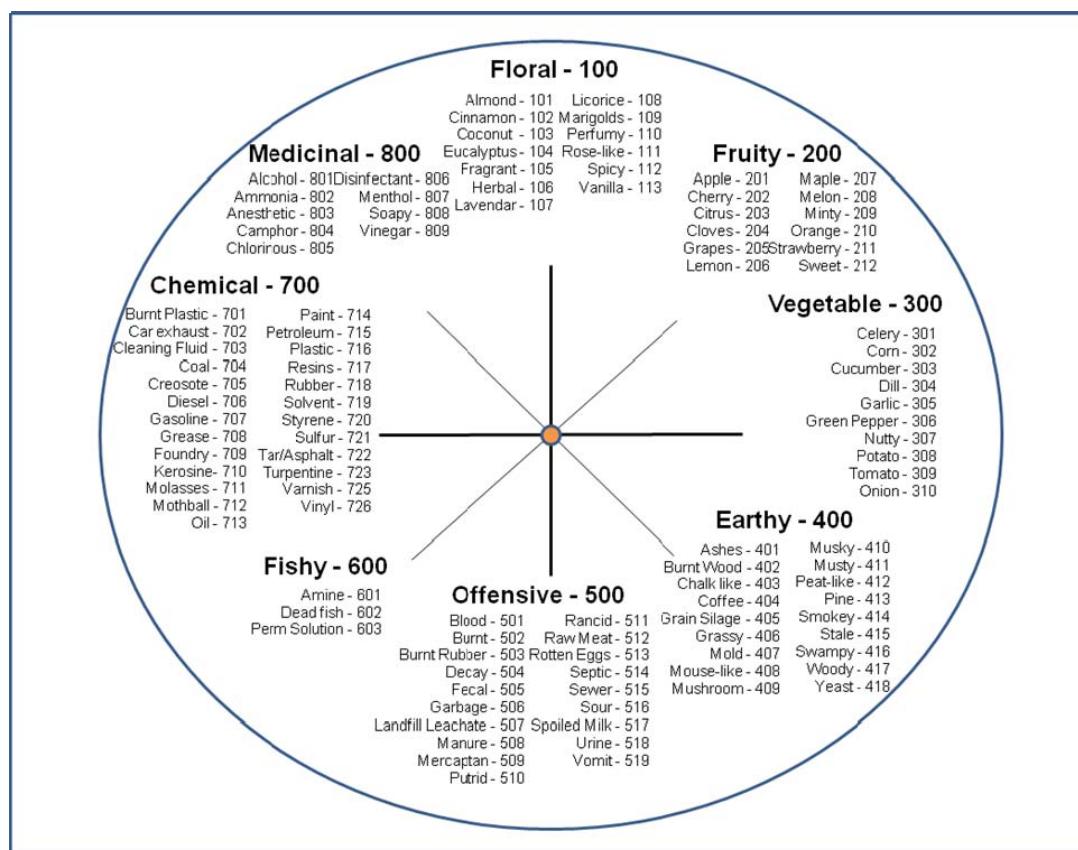 Floral - 100
Almond - 101 Licorice - 108
Cinnamon - 102 Marigolds - 109
Coconut - 103 Perfumy - 110
Eucalyptus - 104 Rose-like - 111
Fragrant - 105 Spicy - 112
Herbal - 106 Vanilla - 113
Lavendar - 107
Medicinal - 800
Alcohol - 801 Disinfectant - 806
Ammonia - 802 Menthol - 807
Anesthetic - 803 Soapy - 808
Camphor - 804 Vinegar - 809
Chlorinous - 805
Fruity - 200
Apple - 201 Maple - 207
Cherry - 202 Melon - 208
Citrus - 203 Minty - 209
Cloves - 204 Orange - 210
Grapes - 205 Strawberry - 211
Lemon - 206 Sweet - 212
Chemical - 700
Burnt Plastic - 701 Paint - 714
Car exhaust - 702 Petroleum - 715
Cleaning Fluid - 703 Plastic - 716
Coal - 704 Resins - 717
Creosote - 705 Rubber - 718
Diesel - 706 Solvent - 719
Gasoline - 707 Styrene - 720
Grease - 708 Sulfur - 721
Foundry - 709 Tar/Asphalt - 722
Kerosine- 710 Turpentine - 723
Molasses - 711 Varnish - 725
Mothball - 712 Vinyl - 726
Oil - 713
Vegetable - 300
Celery - 301
Corn - 302
Cucumber - 303
Dill - 304
Garlic - 305
Green Pepper - 306
Nutty - 307
Potato - 308
Tomato - 309
Onion - 310
Earthy - 400
Ashes - 401 Musky - 410
Burnt Wood - 402 Musty - 411
Chalk like - 403 Peat-like - 412
Coffee - 404 Pine - 413
Grain Silage - 405 Smokey - 414
Grassy - 406 Stale - 415
Mold - 407 Swampy - 416
Mouse-like - 408 Woody - 417
Mushroom - 409 Yeast - 418
Fishy - 600
Amine - 601
Dead fish - 602
Perm Solution - 603
Offensive - 500
Blood - 501 Rancid - 511
Burnt - 502 Raw Meat - 512
Burnt Rubber - 503 Rotten Eggs - 513
Decay - 504 Septic - 514
Fecal - 505 Sewer - 515
Garbage - 506 Sour - 516
Landfill Leachate - 507 Spoiled Milk - 517
Manure - 508 Urine - 518
Mercaptan - 509 Vomit - 519
Putrid - 510